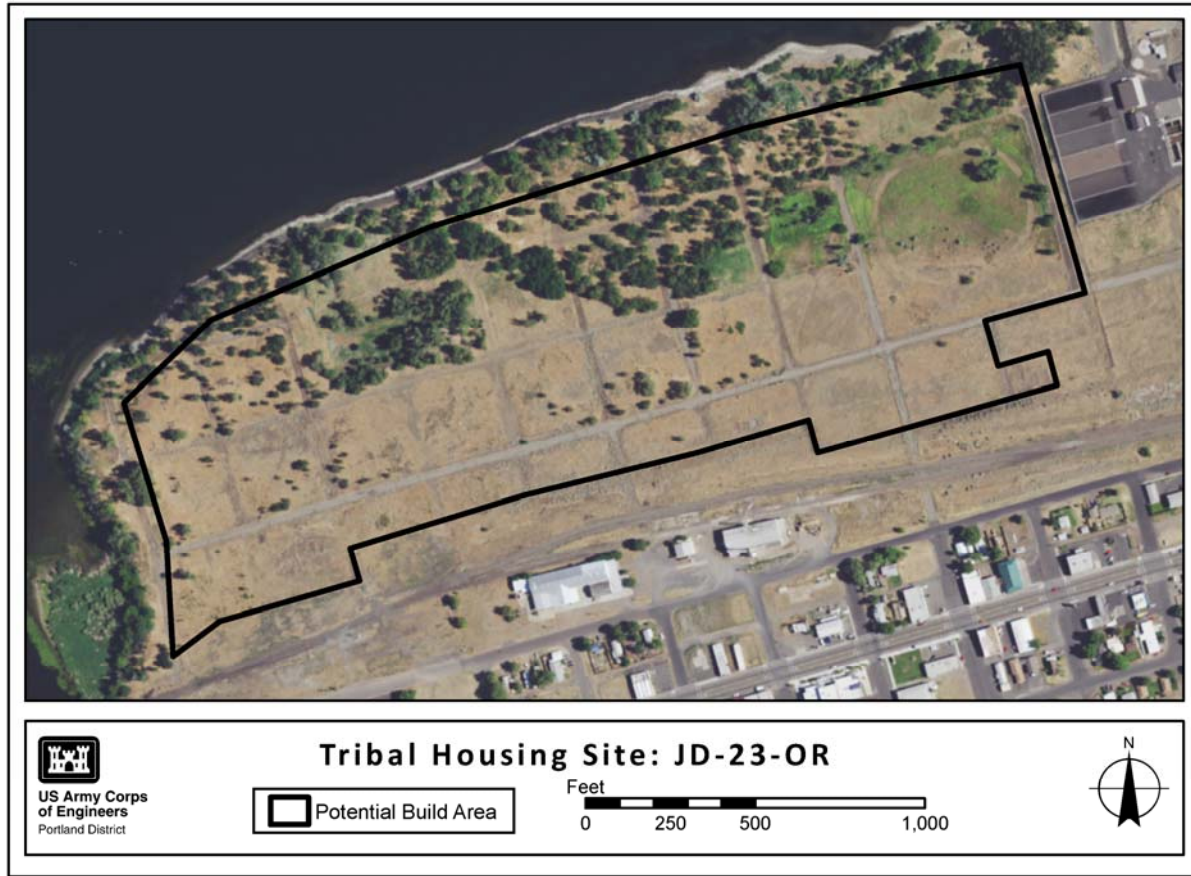 Tribal Housing Site: JD-23-OR
US Army Corps
of Engineers
Portland District
Potential Build Area
Feet
0 250 500 1,000
N